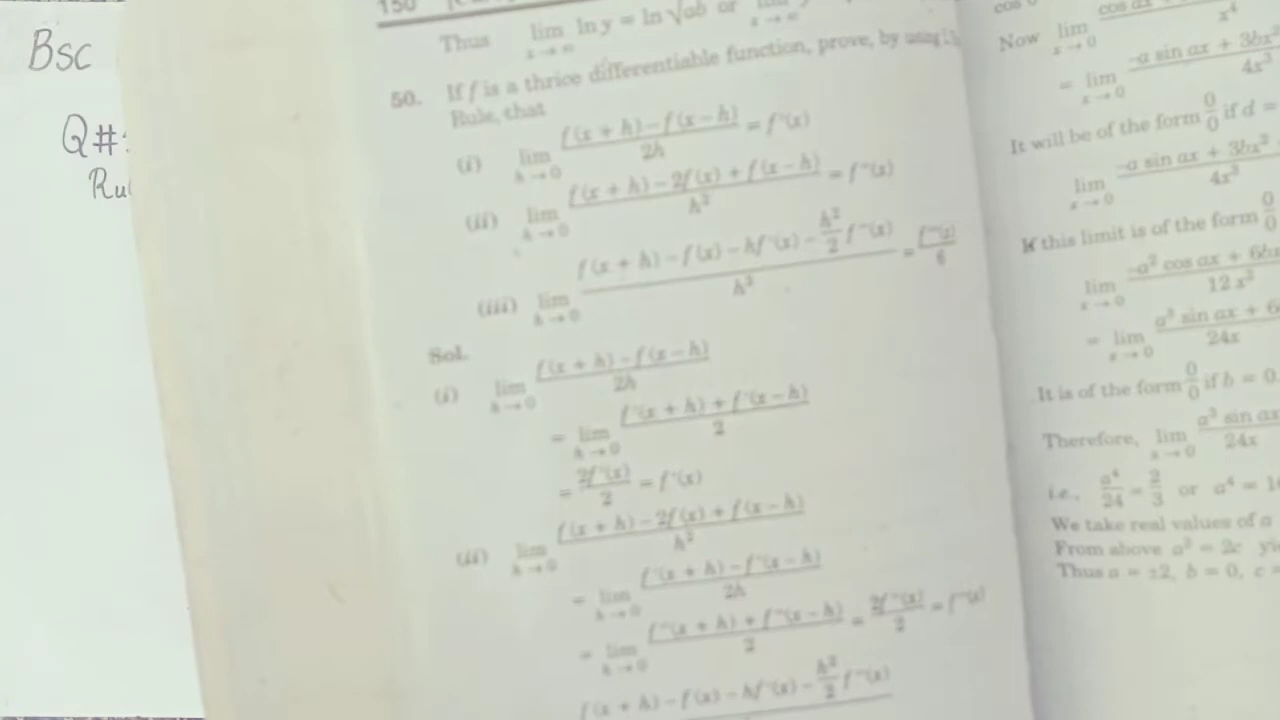 Bsc
Q#
Ru
150
Thus lim x→∞ ln y = ln √ab or
50. If f is a thrice differentiable function, prove, by using
Rule, that
(i) lim h→0 f(x + h) – f(x – h) / 2h = f'(x)
(ii) lim h→0 f(x + h) – 2f(x) + f(x – h) / h² = f''(x)
(iii) lim h→0 f(x + h) – f(x) – hf'(x) – h²/2 f''(x) / h³ = f'''(x) / 6
Sol.
(i) lim h→0 f(x + h) – f(x – h) / 2h
= lim h→0 f'(x + h) + f'(x – h) / 2
= 2f'(x) / 2 = f'(x)
(ii) lim h→0 f(x + h) – 2f(x) + f(x – h) / h²
= lim h→0 f'(x + h) – f'(x – h) / 2h
= lim h→0 f''(x + h) + f''(x – h) / 2 = 2f''(x) / 2 = f''(x)
f(x + h) – f(x) – hf'(x) – h²/2 f''(x)
cos
Now lim x→0 cos ax / x⁴
= lim x→0 –a sin ax + 3bx² / 4x³
It will be of the form 0/0 if d =
lim x→0 –a sin ax + 3bx² / 4x³
If this limit is of the form 0/0
lim x→0 –a² cos ax + 6bx / 12x²
= lim x→0 a³ sin ax + 6 / 24x
It is of the form 0/0 if b = 0.
Therefore, lim x→0 a³ sin ax / 24x
i.e., a⁴/24 = 2/3 or a⁴ = 1
We take real values of a
From above a² = 2c
Thus a = ±2, b = 0, c =